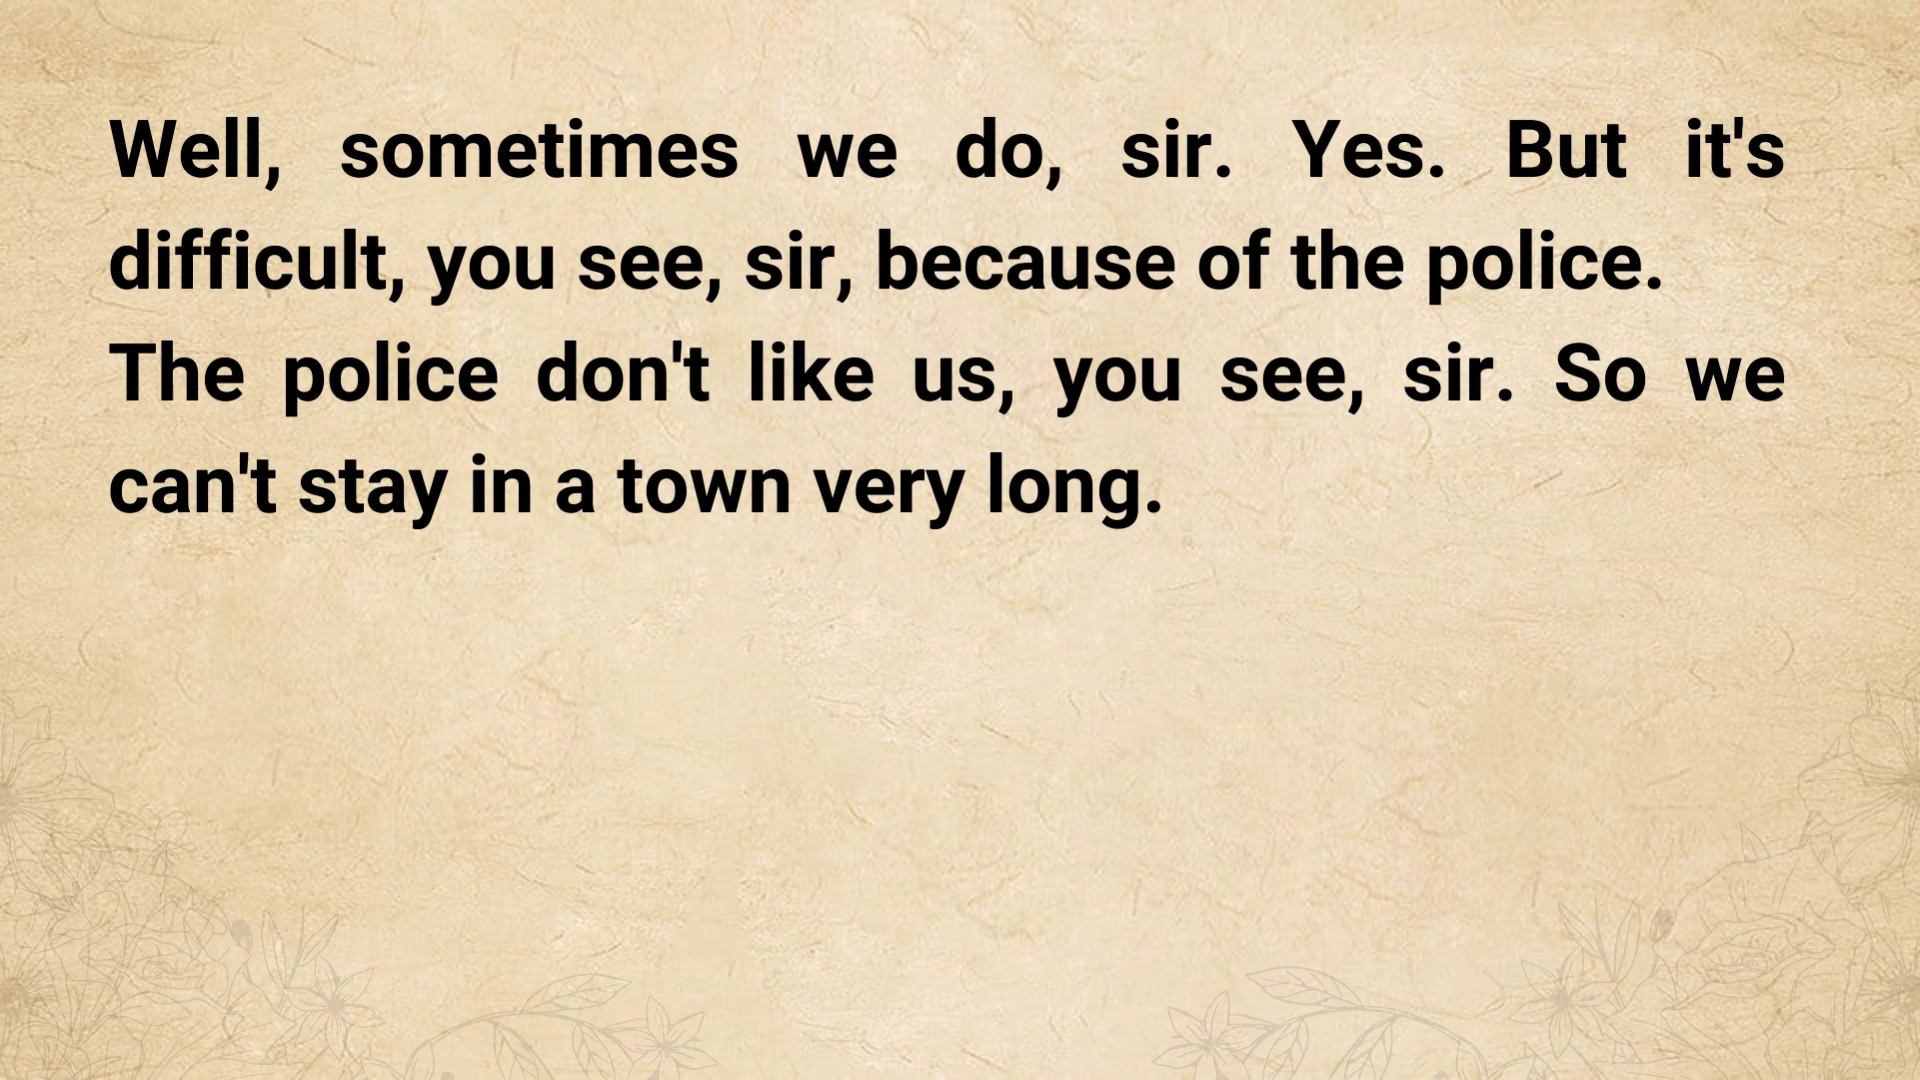 Well, sometimes we do, sir. Yes. But it's
difficult, you see, sir, because of the police.
The police don't like us, you see, sir. So we
can't stay in a town very long.